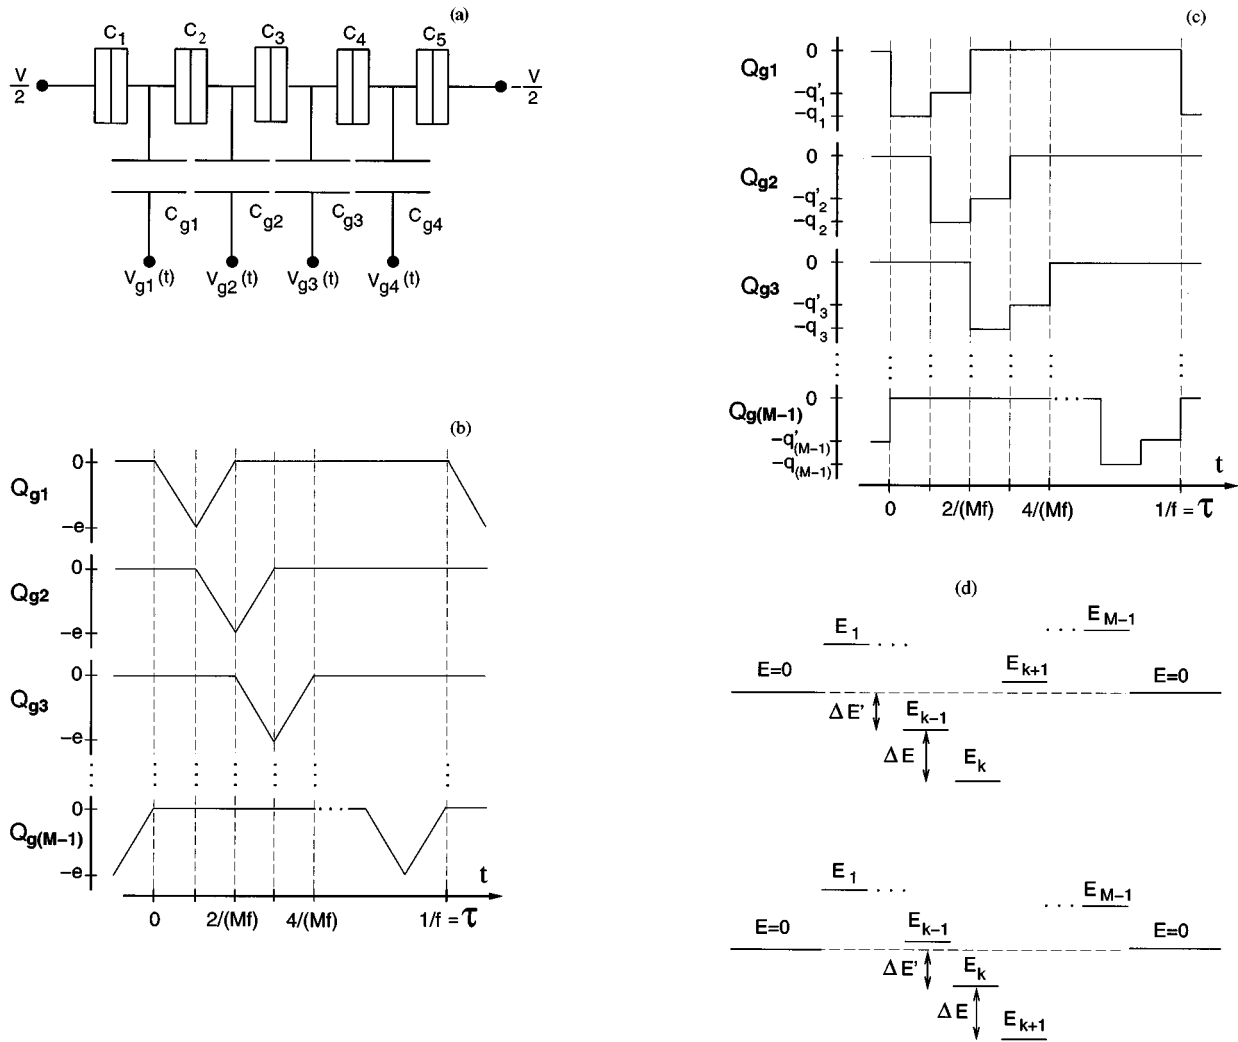 (a)
C1 C2 C3 C4 C5
V/2 -V/2
Cg1 Cg2 Cg3 Cg4
Vg1(t) Vg2(t) Vg3(t) Vg4(t)
(b)
0
Qg1
-e
0
Qg2
-e
0
Qg3
-e
0
Qg(M-1)
-e
t
0 2/(Mf) 4/(Mf) 1/f = τ
(c)
0
Qg1
-q'1
-q1
0
Qg2
-q'2
-q2
0
Qg3
-q'3
-q3
0
Qg(M-1)
-q'(M-1)
-q(M-1)
t
0 2/(Mf) 4/(Mf) 1/f = τ
(d)
E1 EM-1
E=0 Ek+1 E=0
ΔE' Ek-1
ΔE Ek
E1 EM-1
E=0 Ek-1 E=0
ΔE' Ek
ΔE Ek+1